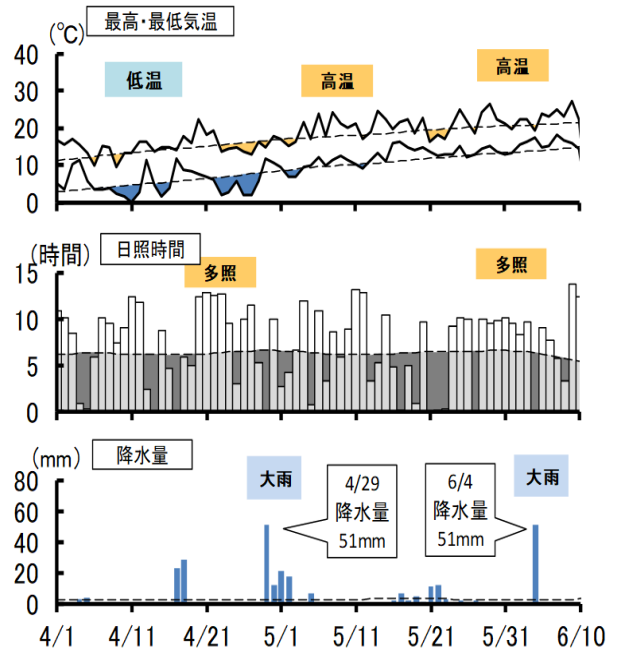 (℃)
最高・最低気温
40
30
20
10
0
低温
高温
高温
(時間)
日照時間
15
10
5
0
多照
多照
(mm)
降水量
80
60
40
20
0
大雨
4/29
降水量
51mm
6/4
降水量
51mm
大雨
4/1 4/11 4/21 5/1 5/11 5/21 5/31 6/10